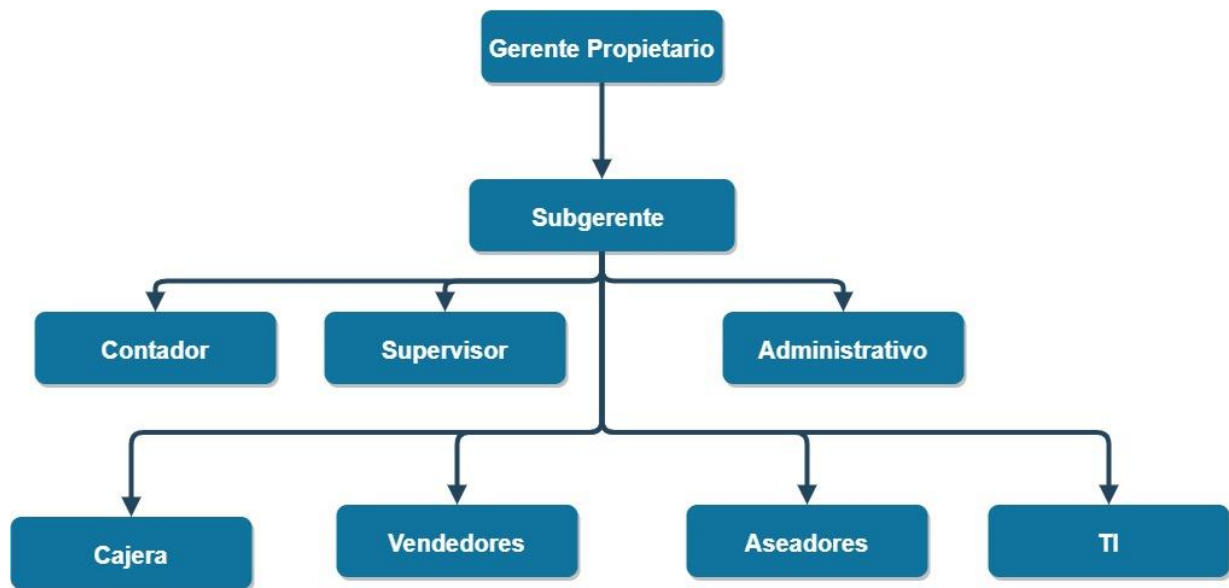 Gerente Propietario
Subgerente
Contador
Supervisor
Administrativo
Cajera
Vendedores
Aseadores
TI